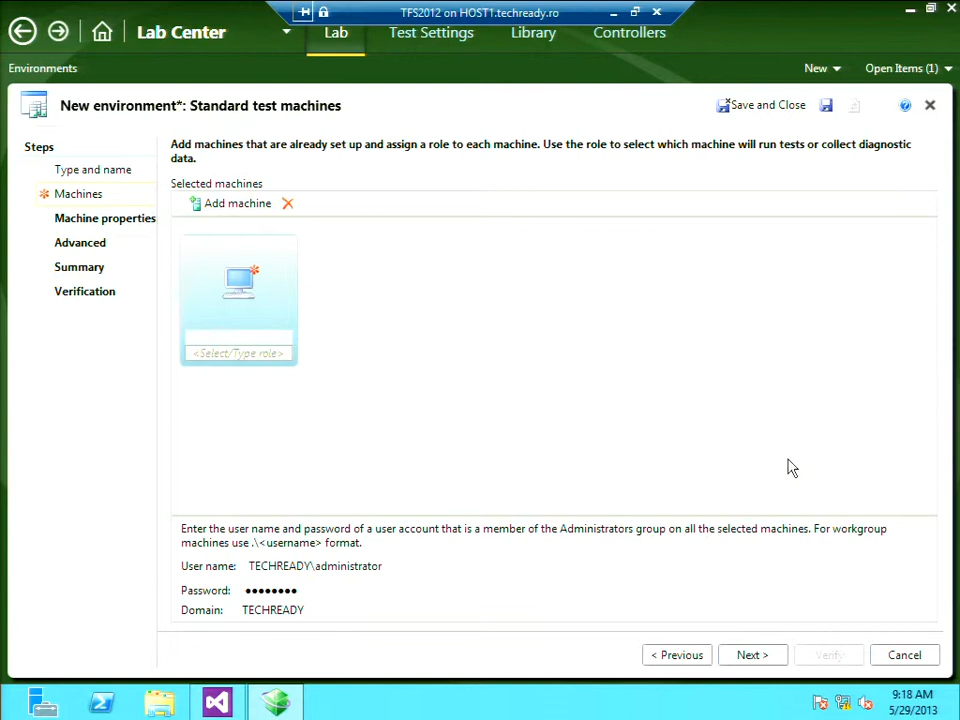 TFS2012 on HOST1.techready.ro
Lab Center
Lab
Test Settings
Library
Controllers
Environments
New
Open Items (1)
New environment*: Standard test machines
Save and Close
Steps
Type and name
Machines
Machine properties
Advanced
Summary
Verification
Add machines that are already set up and assign a role to each machine. Use the role to select which machine will run tests or collect diagnostic
data.
Selected machines
Add machine
<Select/Type role>
Enter the user name and password of a user account that is a member of the Administrators group on all the selected machines. For workgroup
machines use .\<username> format.
User name: TECHREADY\administrator
Password: ●●●●●●●●
Domain: TECHREADY
< Previous
Next >
Verify
Cancel
9:18 AM
5/29/2013